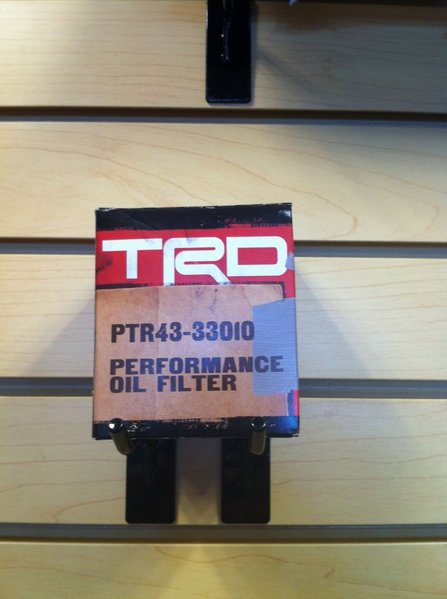 TRD
PTR43-33010
PERFORMANCE
OIL FILTER